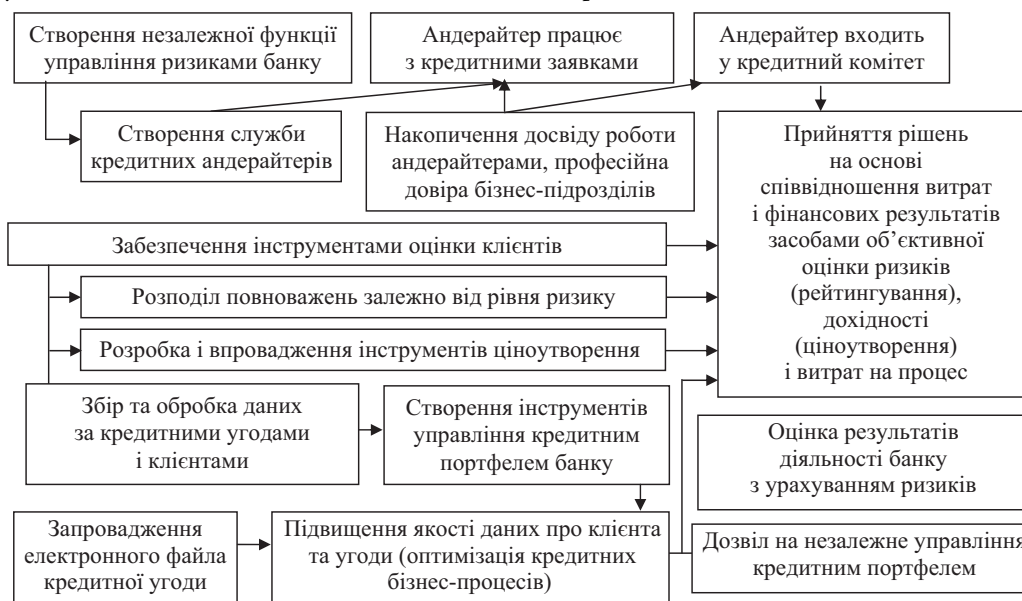 Створення незалежної функції
управління ризиками банку
Андерайтер працює
з кредитними заявками
Андерайтер входить
у кредитний комітет
Створення служби
кредитних андерайтерів
Накопичення досвіду роботи
андерайтерами, професійна
довіра бізнес-підрозділів
Прийняття рішень
на основі
співвідношення витрат
і фінансових результатів
засобами об’єктивної
оцінки ризиків
(рейтингування),
дохідності
(ціноутворення)
і витрат на процес
Забезпечення інструментами оцінки клієнтів
Розподіл повноважень залежно від рівня ризику
Розробка і впровадження інструментів ціноутворення
Збір та обробка даних
за кредитними угодами
і клієнтами
Створення інструментів
управління кредитним
портфелем банку
Оцінка результатів
діяльності банку
з урахуванням ризиків
Запровадження
електронного файла
кредитної угоди
Підвищення якості даних про клієнта
та угоди (оптимізація кредитних
бізнес-процесів)
Дозвіл на незалежне управління
кредитним портфелем